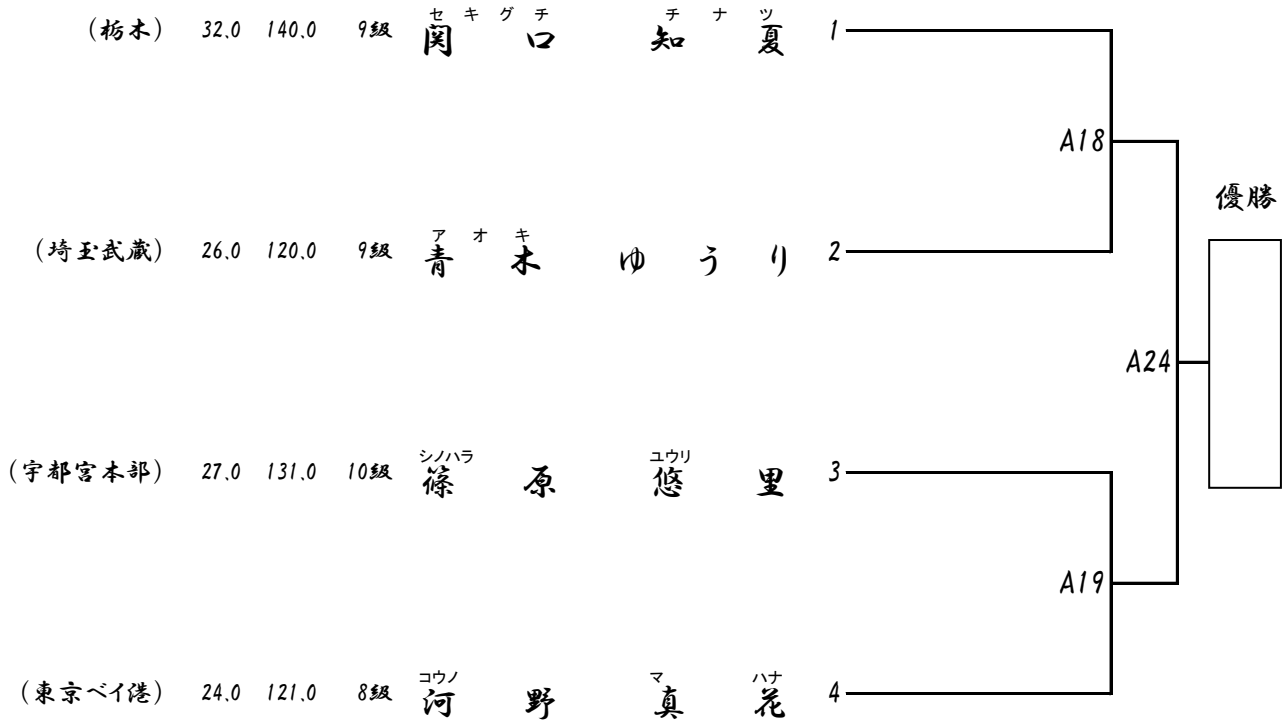 セキグチ チナツ
(栃木) 32.0 140.0 9級 関口 知夏 1
A18
優勝
アオキ
(埼玉武蔵) 26.0 120.0 9級 青木 ゆうり 2
A24
シノハラ ユウリ
(宇都宮本部) 27.0 131.0 10級 篠原 悠里 3
A19
コウノ マ ハナ
(東京ベイ港) 24.0 121.0 8級 河野 真花 4